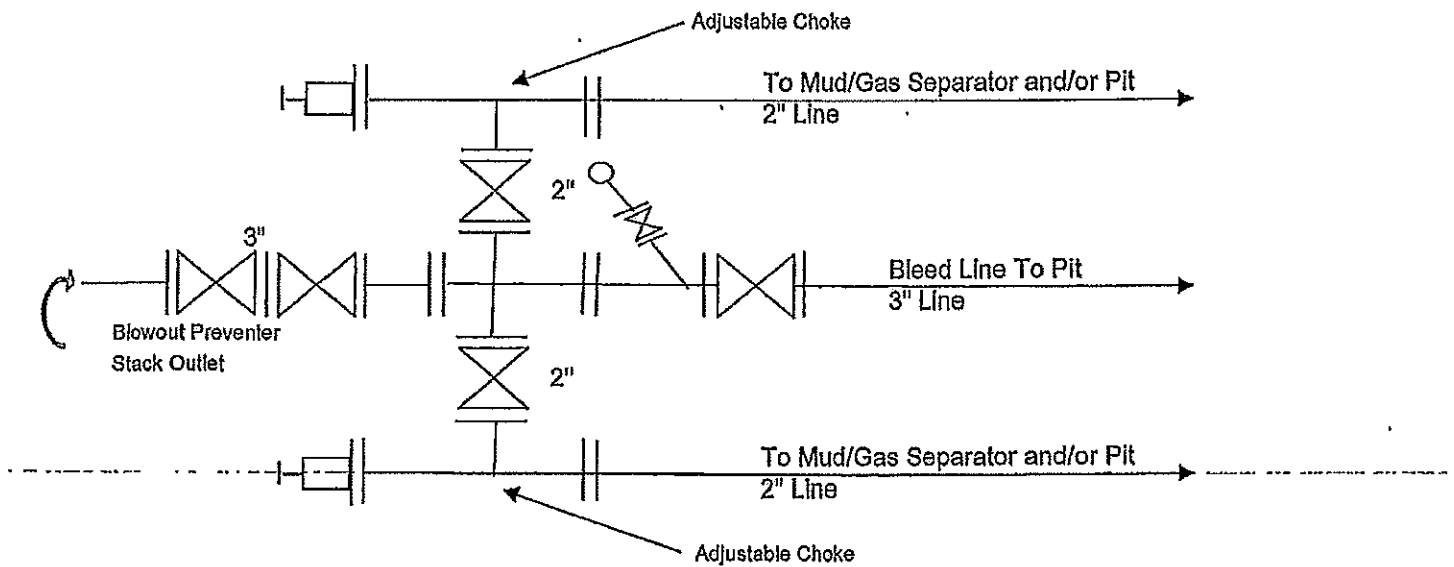 Adjustable Choke
To Mud/Gas Separator and/or Pit
2" Line
2"
3"
Bleed Line To Pit
3" Line
Blowout Preventer
Stack Outlet
2"
To Mud/Gas Separator and/or Pit
2" Line
Adjustable Choke